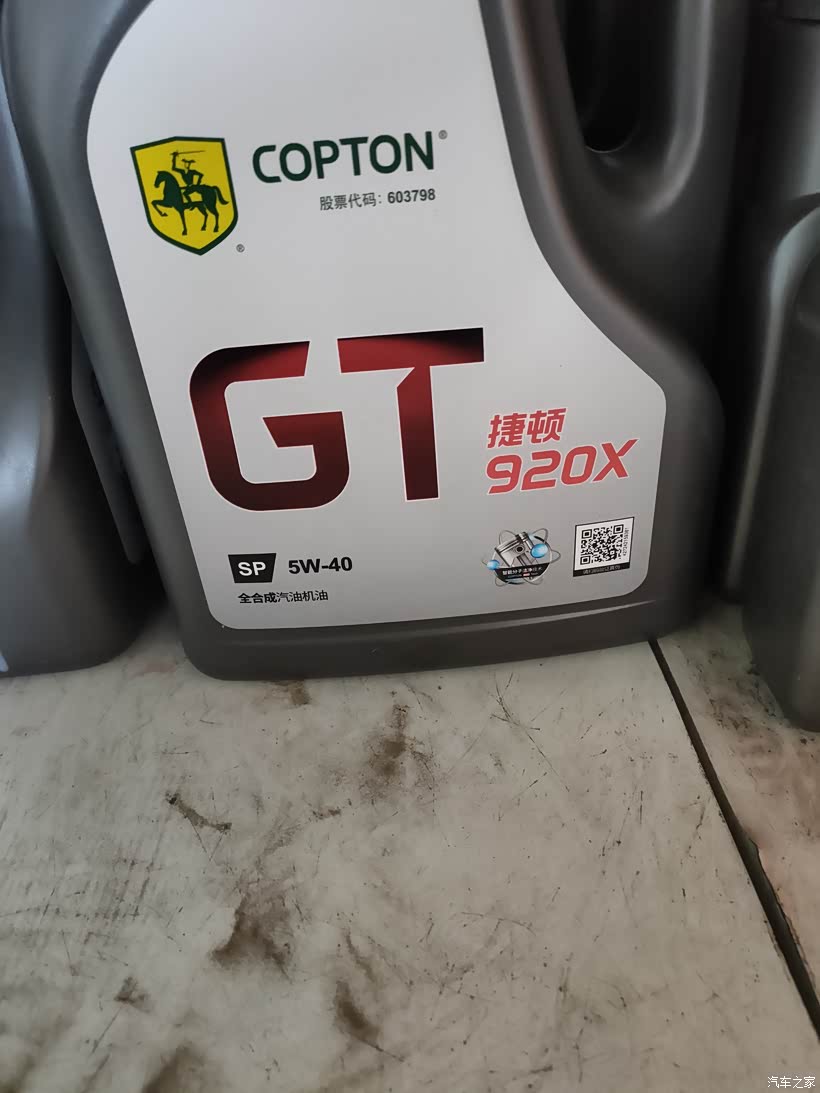 COPTON®
股票代码：603798
®
GT
捷顿
920X
SP 5W-40
全合成汽油机油
汽车之家